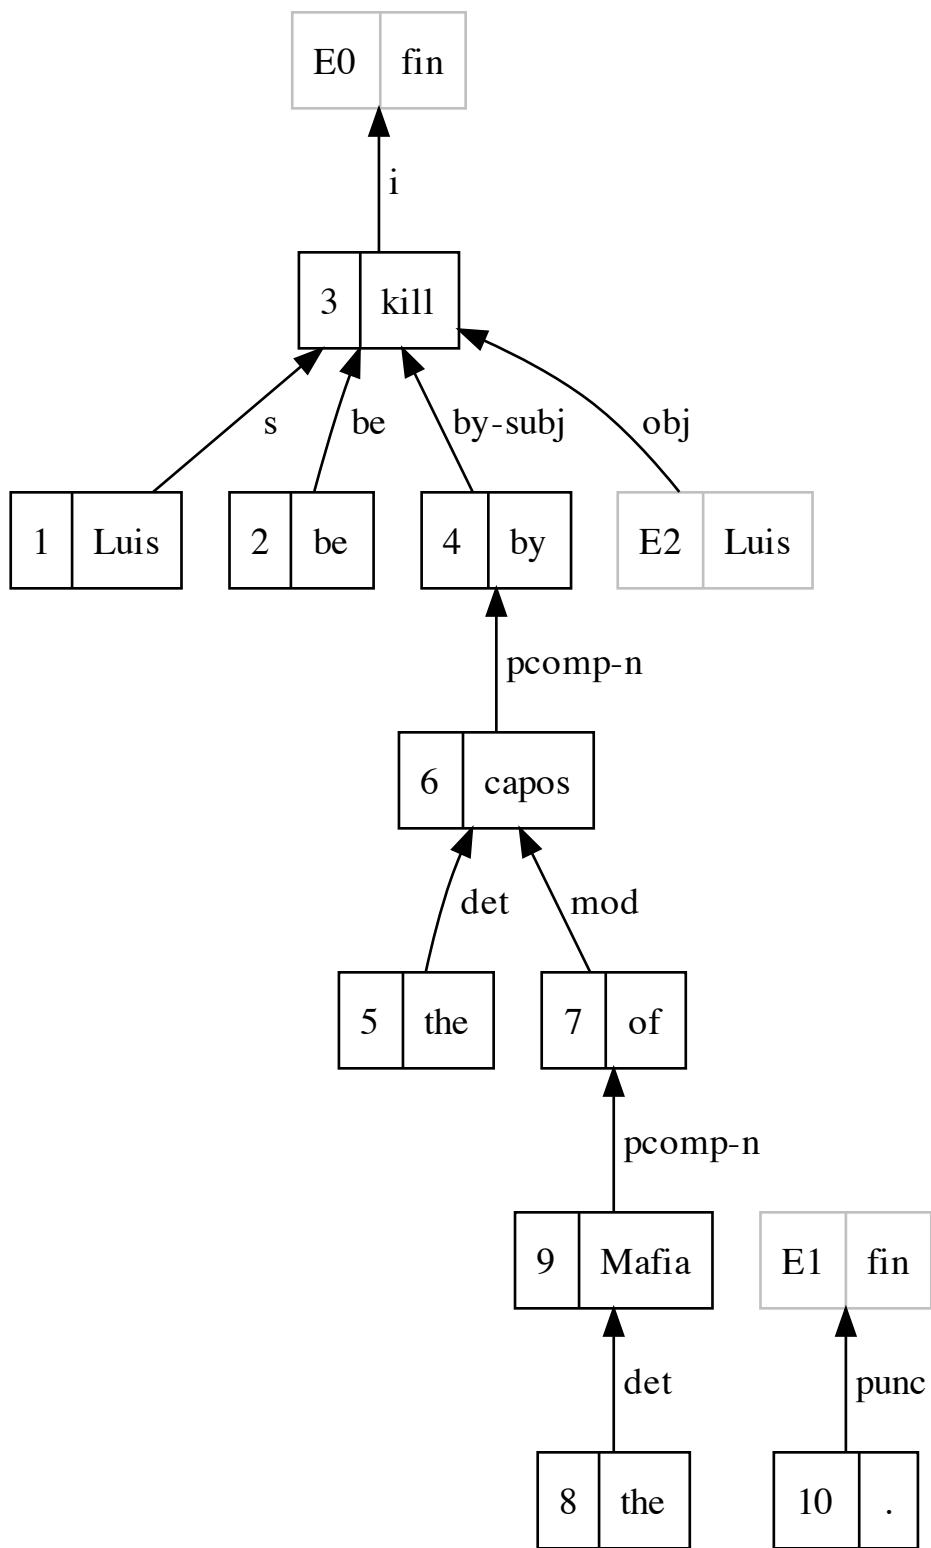 E0 fin
i
3 kill
s be by-subj obj
1 Luis 2 be 4 by E2 Luis
pcomp-n
6 capos
det mod
5 the 7 of
pcomp-n
9 Mafia E1 fin
det punc
8 the 10 .